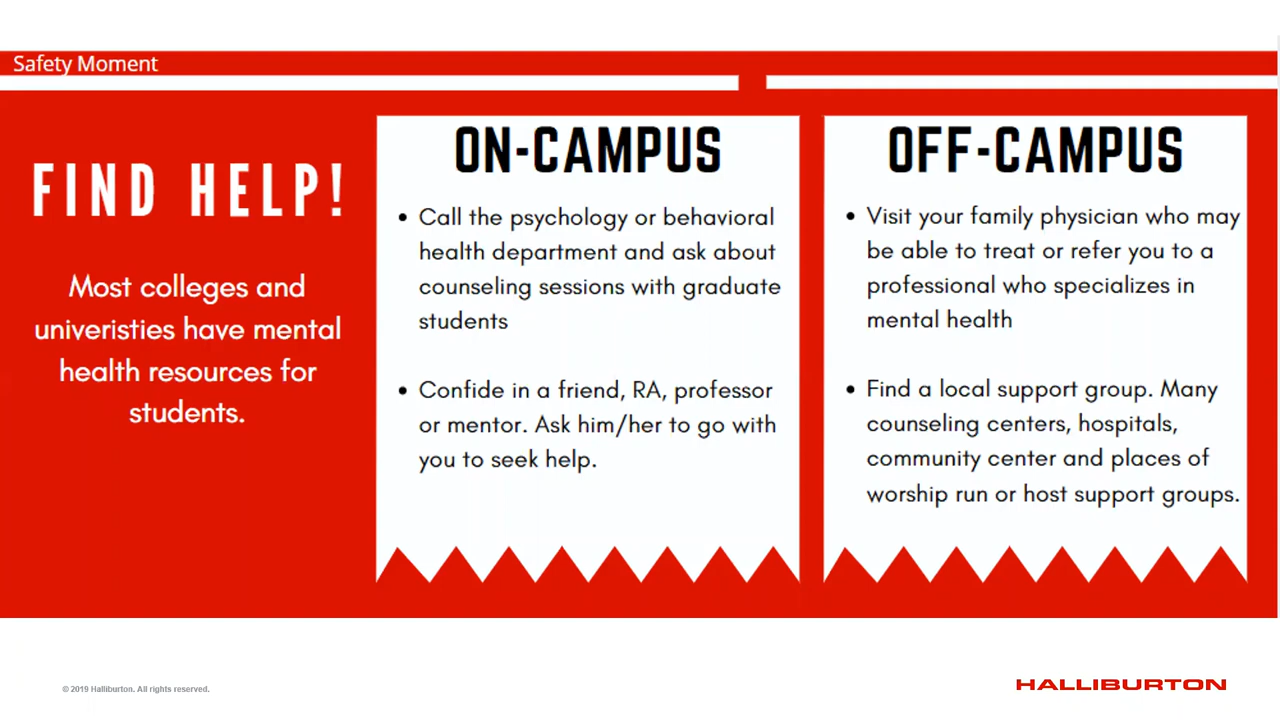 Safety Moment
FIND HELP!
Most colleges and
univeristies have mental
health resources for
students.
ON-CAMPUS
• Call the psychology or behavioral
health department and ask about
counseling sessions with graduate
students
• Confide in a friend, RA, professor
or mentor. Ask him/her to go with
you to seek help.
OFF-CAMPUS
• Visit your family physician who may
be able to treat or refer you to a
professional who specializes in
mental health
• Find a local support group. Many
counseling centers, hospitals,
community center and places of
worship run or host support groups.
© 2019 Halliburton. All rights reserved.
HALLIBURTON